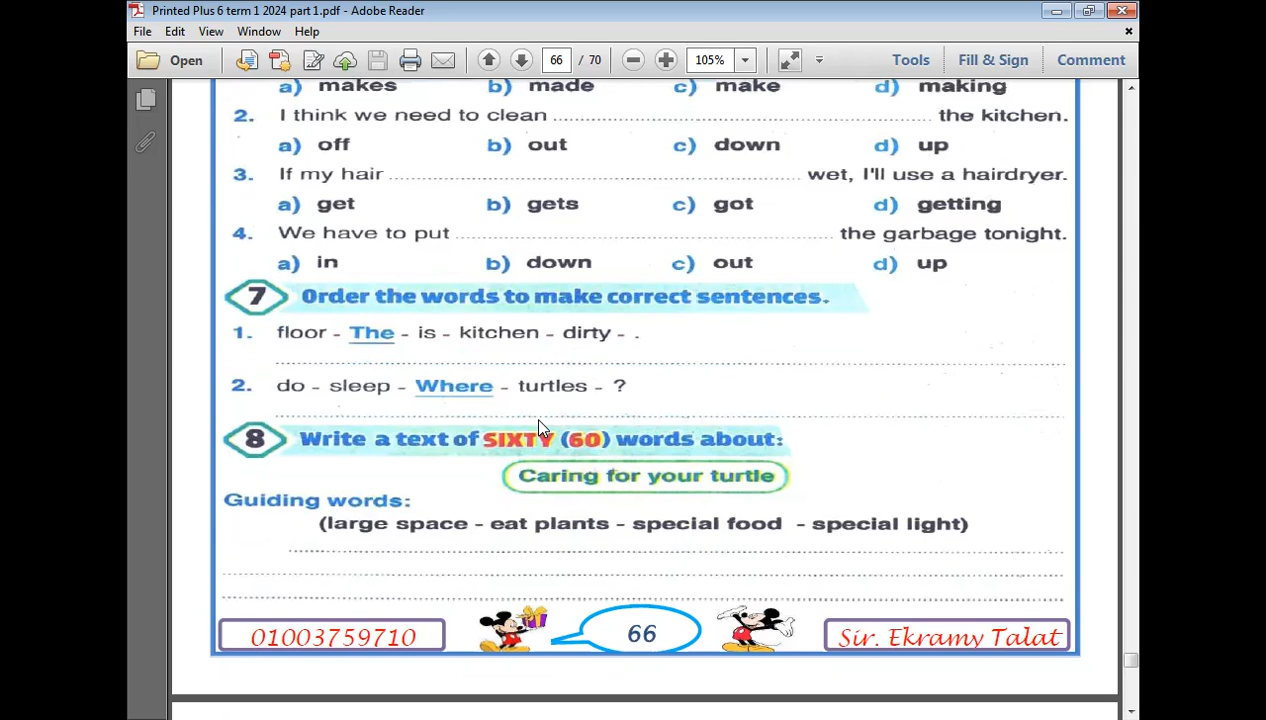 Printed Plus 6 term 1 2024 part 1.pdf - Adobe Reader
File Edit View Window Help
Open 66 / 70 105% Tools Fill & Sign Comment
a) makes b) made c) make d) making
2. I think we need to clean ........ the kitchen.
a) off b) out c) down d) up
3. If my hair ........ wet, I'll use a hairdryer.
a) get b) gets c) got d) getting
4. We have to put ........ the garbage tonight.
a) in b) down c) out d) up
7 Order the words to make correct sentences.
1. floor - The - is - kitchen - dirty - .
2. do - sleep - Where - turtles - ?
8 Write a text of SIXTY (60) words about:
Caring for your turtle
Guiding words:
(large space - eat plants - special food - special light)
01003759710 66 Sir. Ekramy Talat